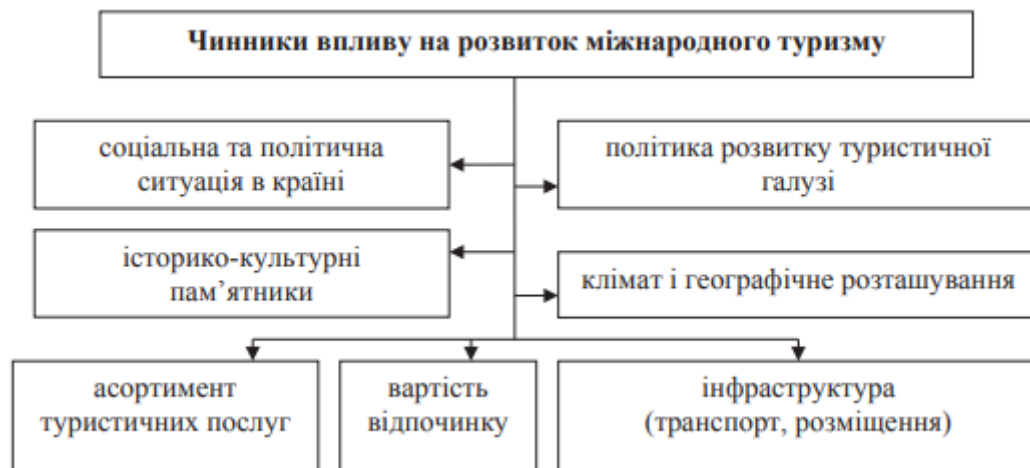 Чинники впливу на розвиток міжнародного туризму
соціальна та політична
ситуація в країні
політика розвитку туристичної
галузі
історико-культурні
пам’ятники
клімат і географічне розташування
асортимент
туристичних послуг
вартість
відпочинку
інфраструктура
(транспорт, розміщення)